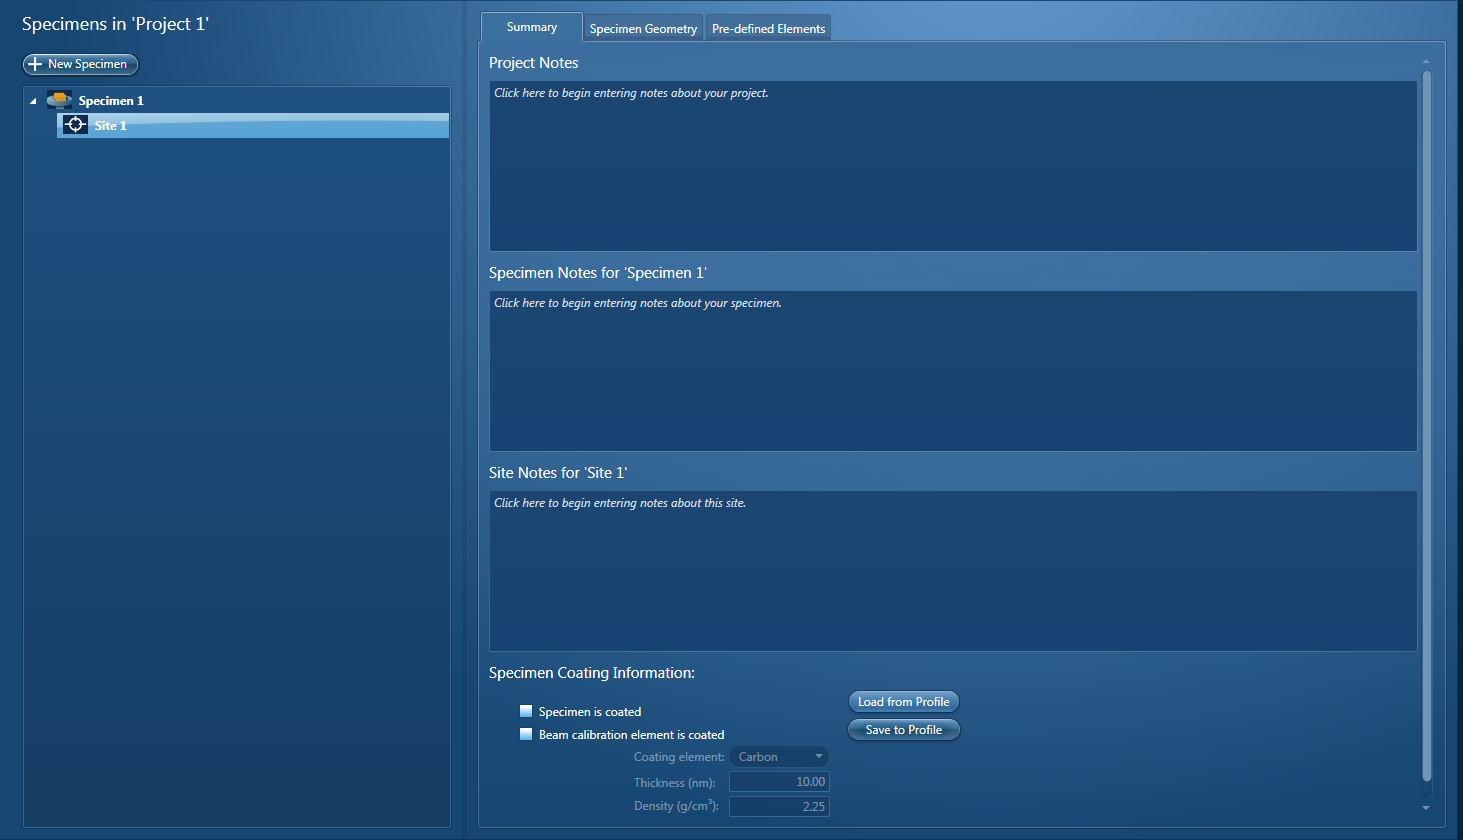 Specimens in 'Project 1'
New Specimen
Specimen 1
Site 1
Summary
Specimen Geometry
Pre-defined Elements
Project Notes
Click here to begin entering notes about your project.
Specimen Notes for 'Specimen 1'
Click here to begin entering notes about your specimen.
Site Notes for 'Site 1'
Click here to begin entering notes about this site.
Specimen Coating Information:
Specimen is coated
Beam calibration element is coated
Coating element: Carbon
Thickness (nm): 10.00
Density (g/cm³): 2.25
Load from Profile
Save to Profile